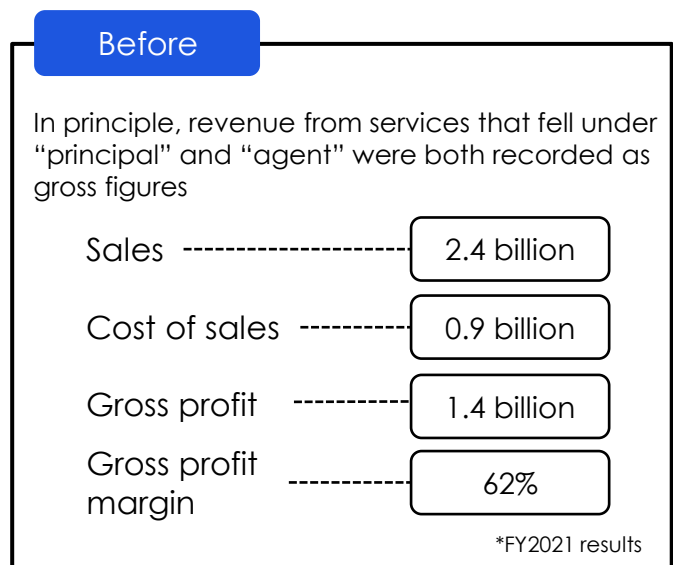 Before
In principle, revenue from services that fell under
“principal” and “agent” were both recorded as
gross figures
Sales 2.4 billion
Cost of sales 0.9 billion
Gross profit 1.4 billion
Gross profit
margin 62%
*FY2021 results